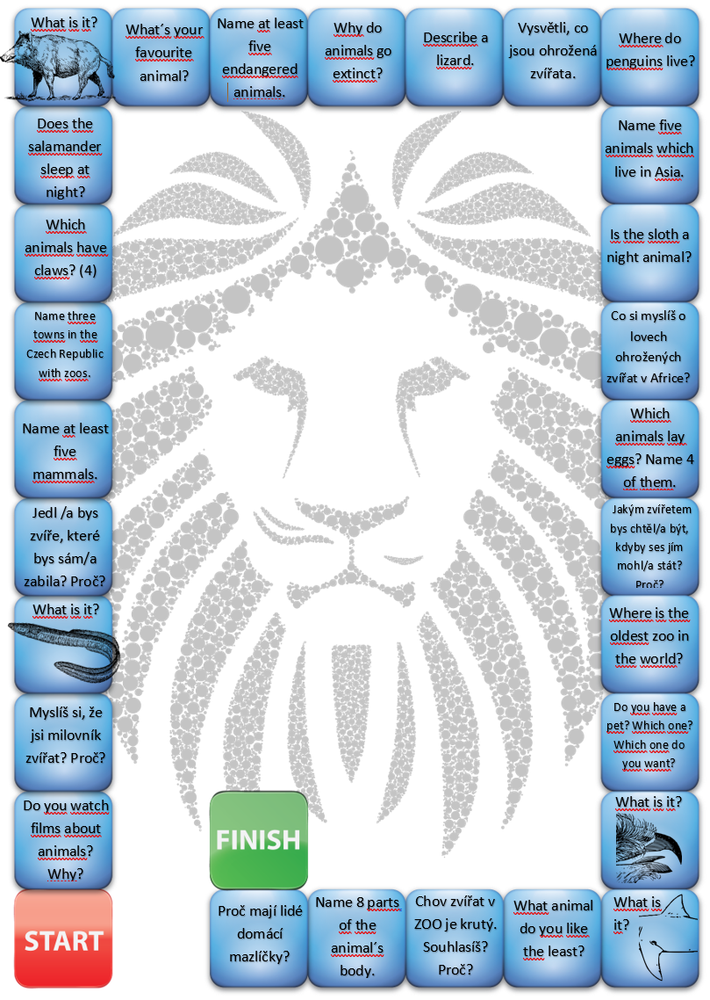 What is it?
What´s your
favourite
animal?
Name at least
five
endangered
animals.
Why do
animals go
extinct?
Describe a
lizard.
Vysvětli, co
jsou ohrožená
zvířata.
Where do
penguins live?
Does the
salamander
sleep at
night?
Name five
animals which
live in Asia.
Which
animals have
claws? (4)
Is the sloth a
night animal?
Name three
towns in the
Czech Republic
with zoos.
Co si myslíš o
lovech
ohrožených
zvířat v Africe?
Name at least
five
mammals.
Which
animals lay
eggs? Name 4
of them.
Jedl /a bys
zvíře, které
bys sám/a
zabila? Proč?
Jakým zvířetem
bys chtěl/a být,
kdyby ses jím
mohl/a stát?
Proč?
What is it?
Where is the
oldest zoo in
the world?
Myslíš si, že
jsi milovník
zvířat? Proč?
Do you have a
pet? Which one?
Which one do
you want?
Do you watch
films about
animals?
Why?
FINISH
What is it?
START
Proč mají lidé
domácí
mazlíčky?
Name 8 parts
of the
animal´s
body.
Chov zvířat v
ZOO je krutý.
Souhlasíš?
Proč?
What animal
do you like
the least?
What is
it?